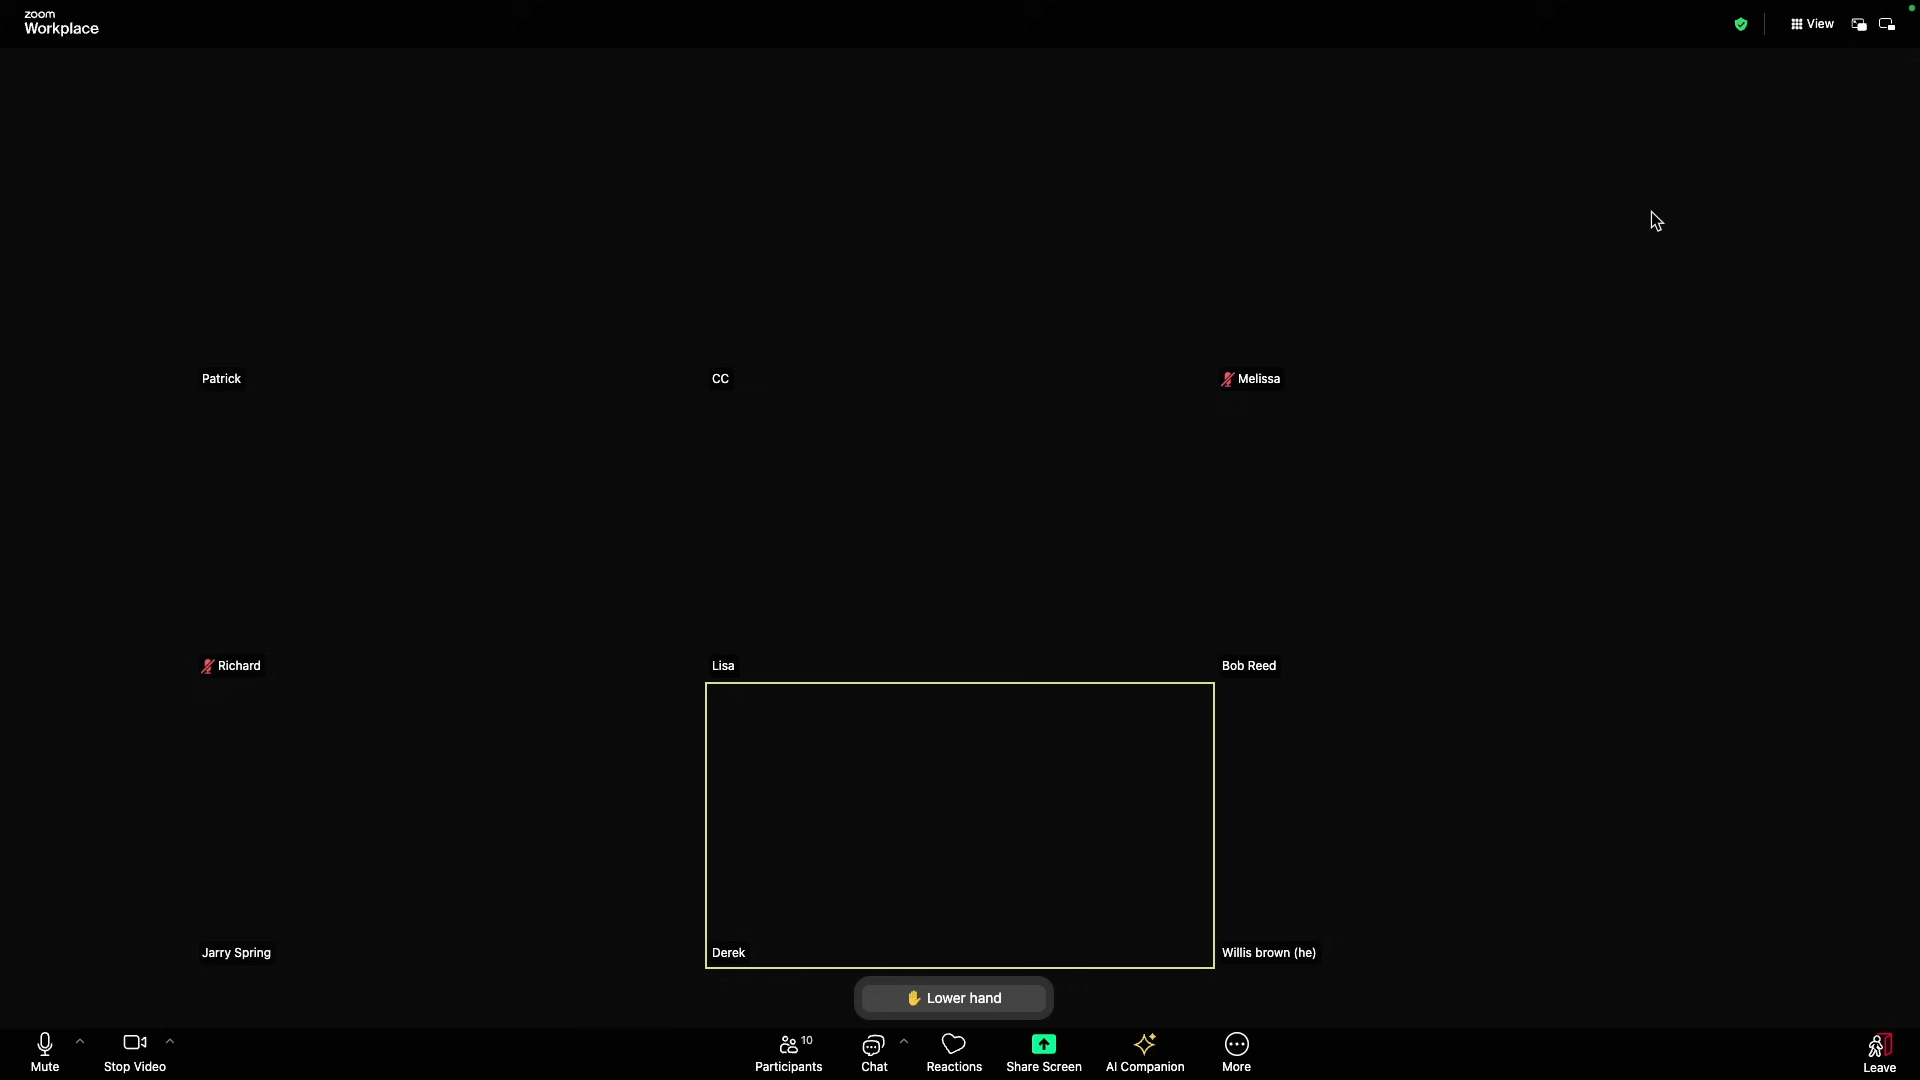 zoom
Workplace
View
Patrick
CC
Melissa
Richard
Lisa
Bob Reed
Jarry Spring
Derek
Willis brown (he)
Lower hand
Mute
Stop Video
10
Participants
Chat
Reactions
Share Screen
AI Companion
More
Leave